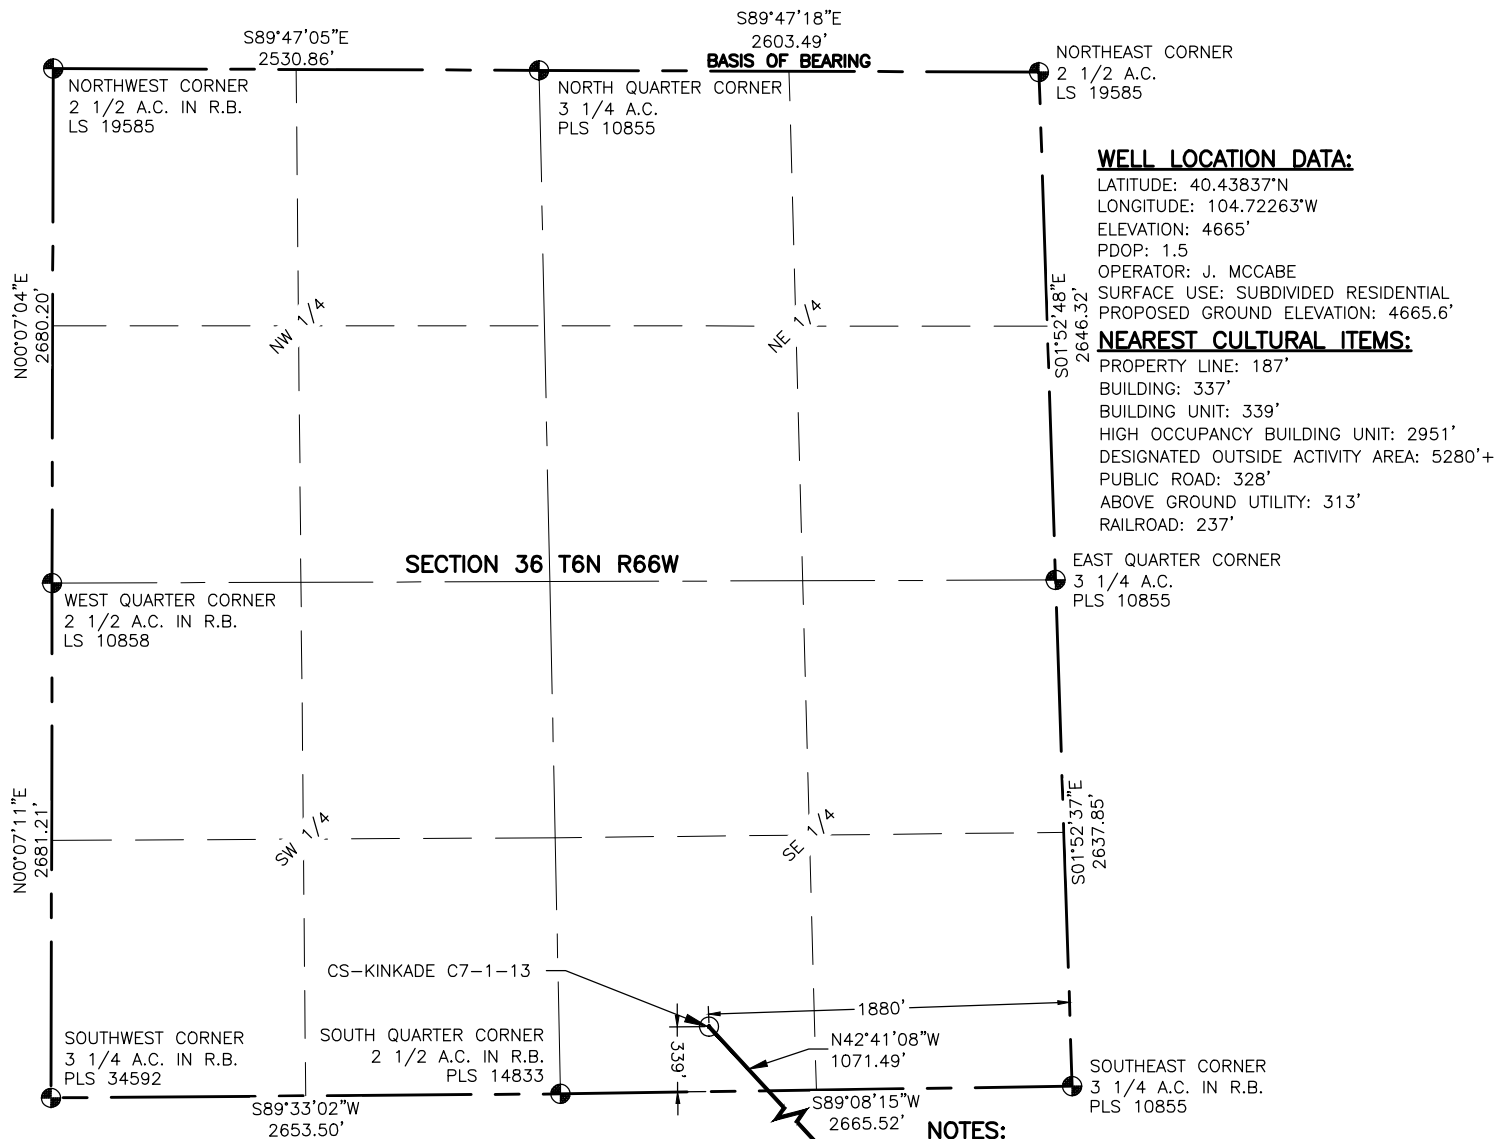 S89°47'05"E
2530.86'
S89°47'18"E
2603.49'
BASIS OF BEARING
NORTHWEST CORNER
2 1/2 A.C. IN R.B.
LS 19585
NORTH QUARTER CORNER
3 1/4 A.C.
PLS 10855
NORTHEAST CORNER
2 1/2 A.C.
LS 19585
WELL LOCATION DATA:
LATITUDE: 40.43837°N
LONGITUDE: 104.72263°W
ELEVATION: 4665'
PDOP: 1.5
OPERATOR: J. MCCABE
SURFACE USE: SUBDIVIDED RESIDENTIAL
PROPOSED GROUND ELEVATION: 4665.6'
NEAREST CULTURAL ITEMS:
PROPERTY LINE: 187'
BUILDING: 337'
BUILDING UNIT: 339'
HIGH OCCUPANCY BUILDING UNIT: 2951'
DESIGNATED OUTSIDE ACTIVITY AREA: 5280'+
PUBLIC ROAD: 328'
ABOVE GROUND UTILITY: 313'
RAILROAD: 237'
N00°07'04"E
2680.20'
NW 1/4
NE 1/4
S01°52'48"E
2646.32'
SECTION 36 T6N R66W
WEST QUARTER CORNER
2 1/2 A.C. IN R.B.
LS 10858
EAST QUARTER CORNER
3 1/4 A.C.
PLS 10855
N00°07'11"E
2681.21'
SW 1/4
SE 1/4
S01°52'37"E
2637.85'
CS-KINKADE C7-1-13
1880'
339'
N42°41'08"W
1071.49'
SOUTHWEST CORNER
3 1/4 A.C. IN R.B.
PLS 34592
SOUTH QUARTER CORNER
2 1/2 A.C. IN R.B.
PLS 14833
SOUTHEAST CORNER
3 1/4 A.C. IN R.B.
PLS 10855
S89°33'02"W
2653.50'
S89°08'15"W
2665.52'
NOTES: